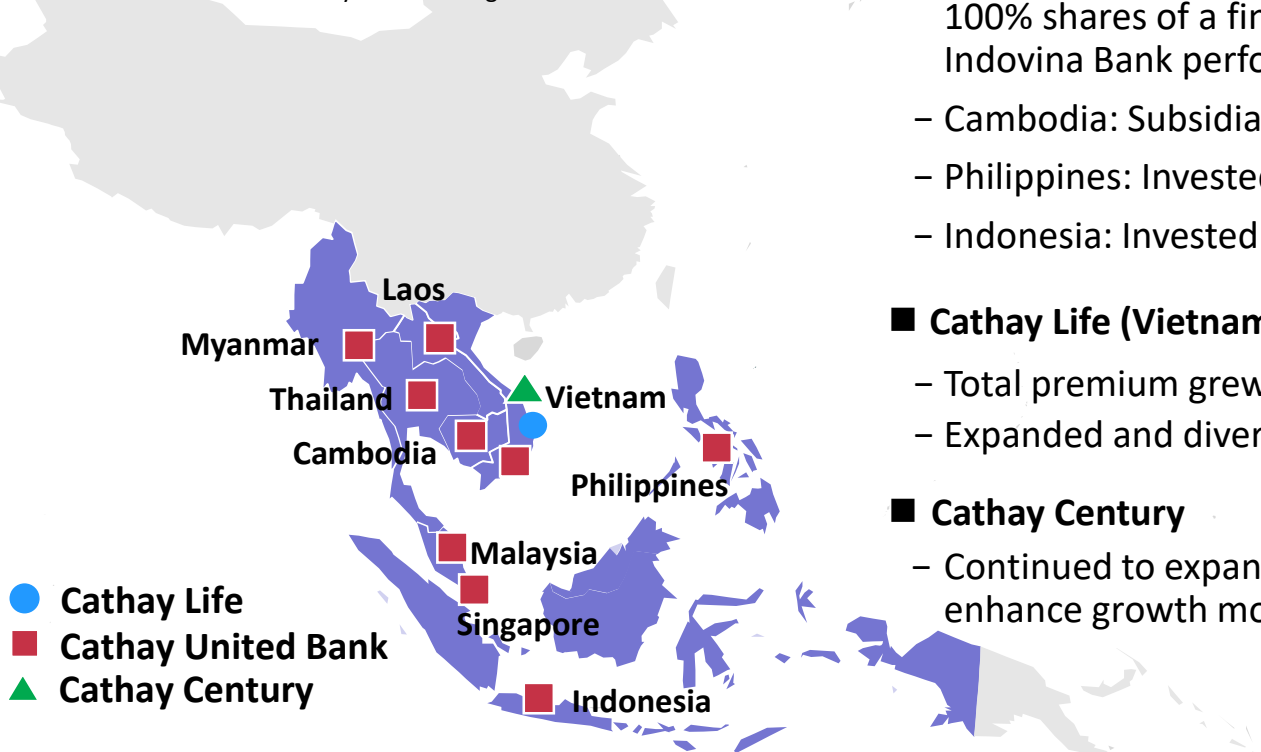 100% shares of a fin
Indovina Bank perfo
– Cambodia: Subsidia
– Philippines: Invested
– Indonesia: Invested
■ Cathay Life (Vietnam
– Total premium grew
– Expanded and diver
■ Cathay Century
– Continued to expan
enhance growth mo
Laos
Myanmar
Thailand
Vietnam
Cambodia
Philippines
Malaysia
Singapore
Indonesia
Cathay Life
Cathay United Bank
Cathay Century